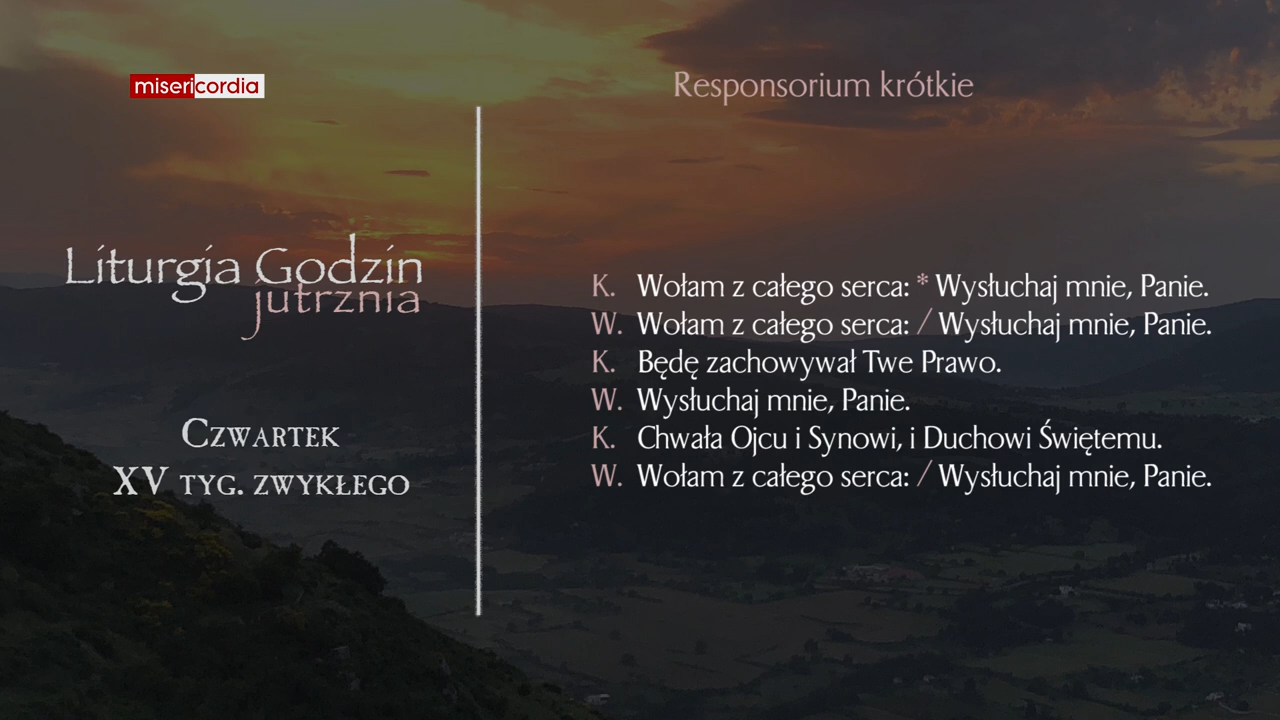 misericordia
Responsorium krótkie
Liturgia Godzin
jutrznia
Czwartek
XV tyg. zwykłego
K. Wołam z całego serca: * Wysłuchaj mnie, Panie.
W. Wołam z całego serca: / Wysłuchaj mnie, Panie.
K. Będę zachowywał Twe Prawo.
W. Wysłuchaj mnie, Panie.
K. Chwała Ojcu i Synowi, i Duchowi Świętemu.
W. Wołam z całego serca: / Wysłuchaj mnie, Panie.